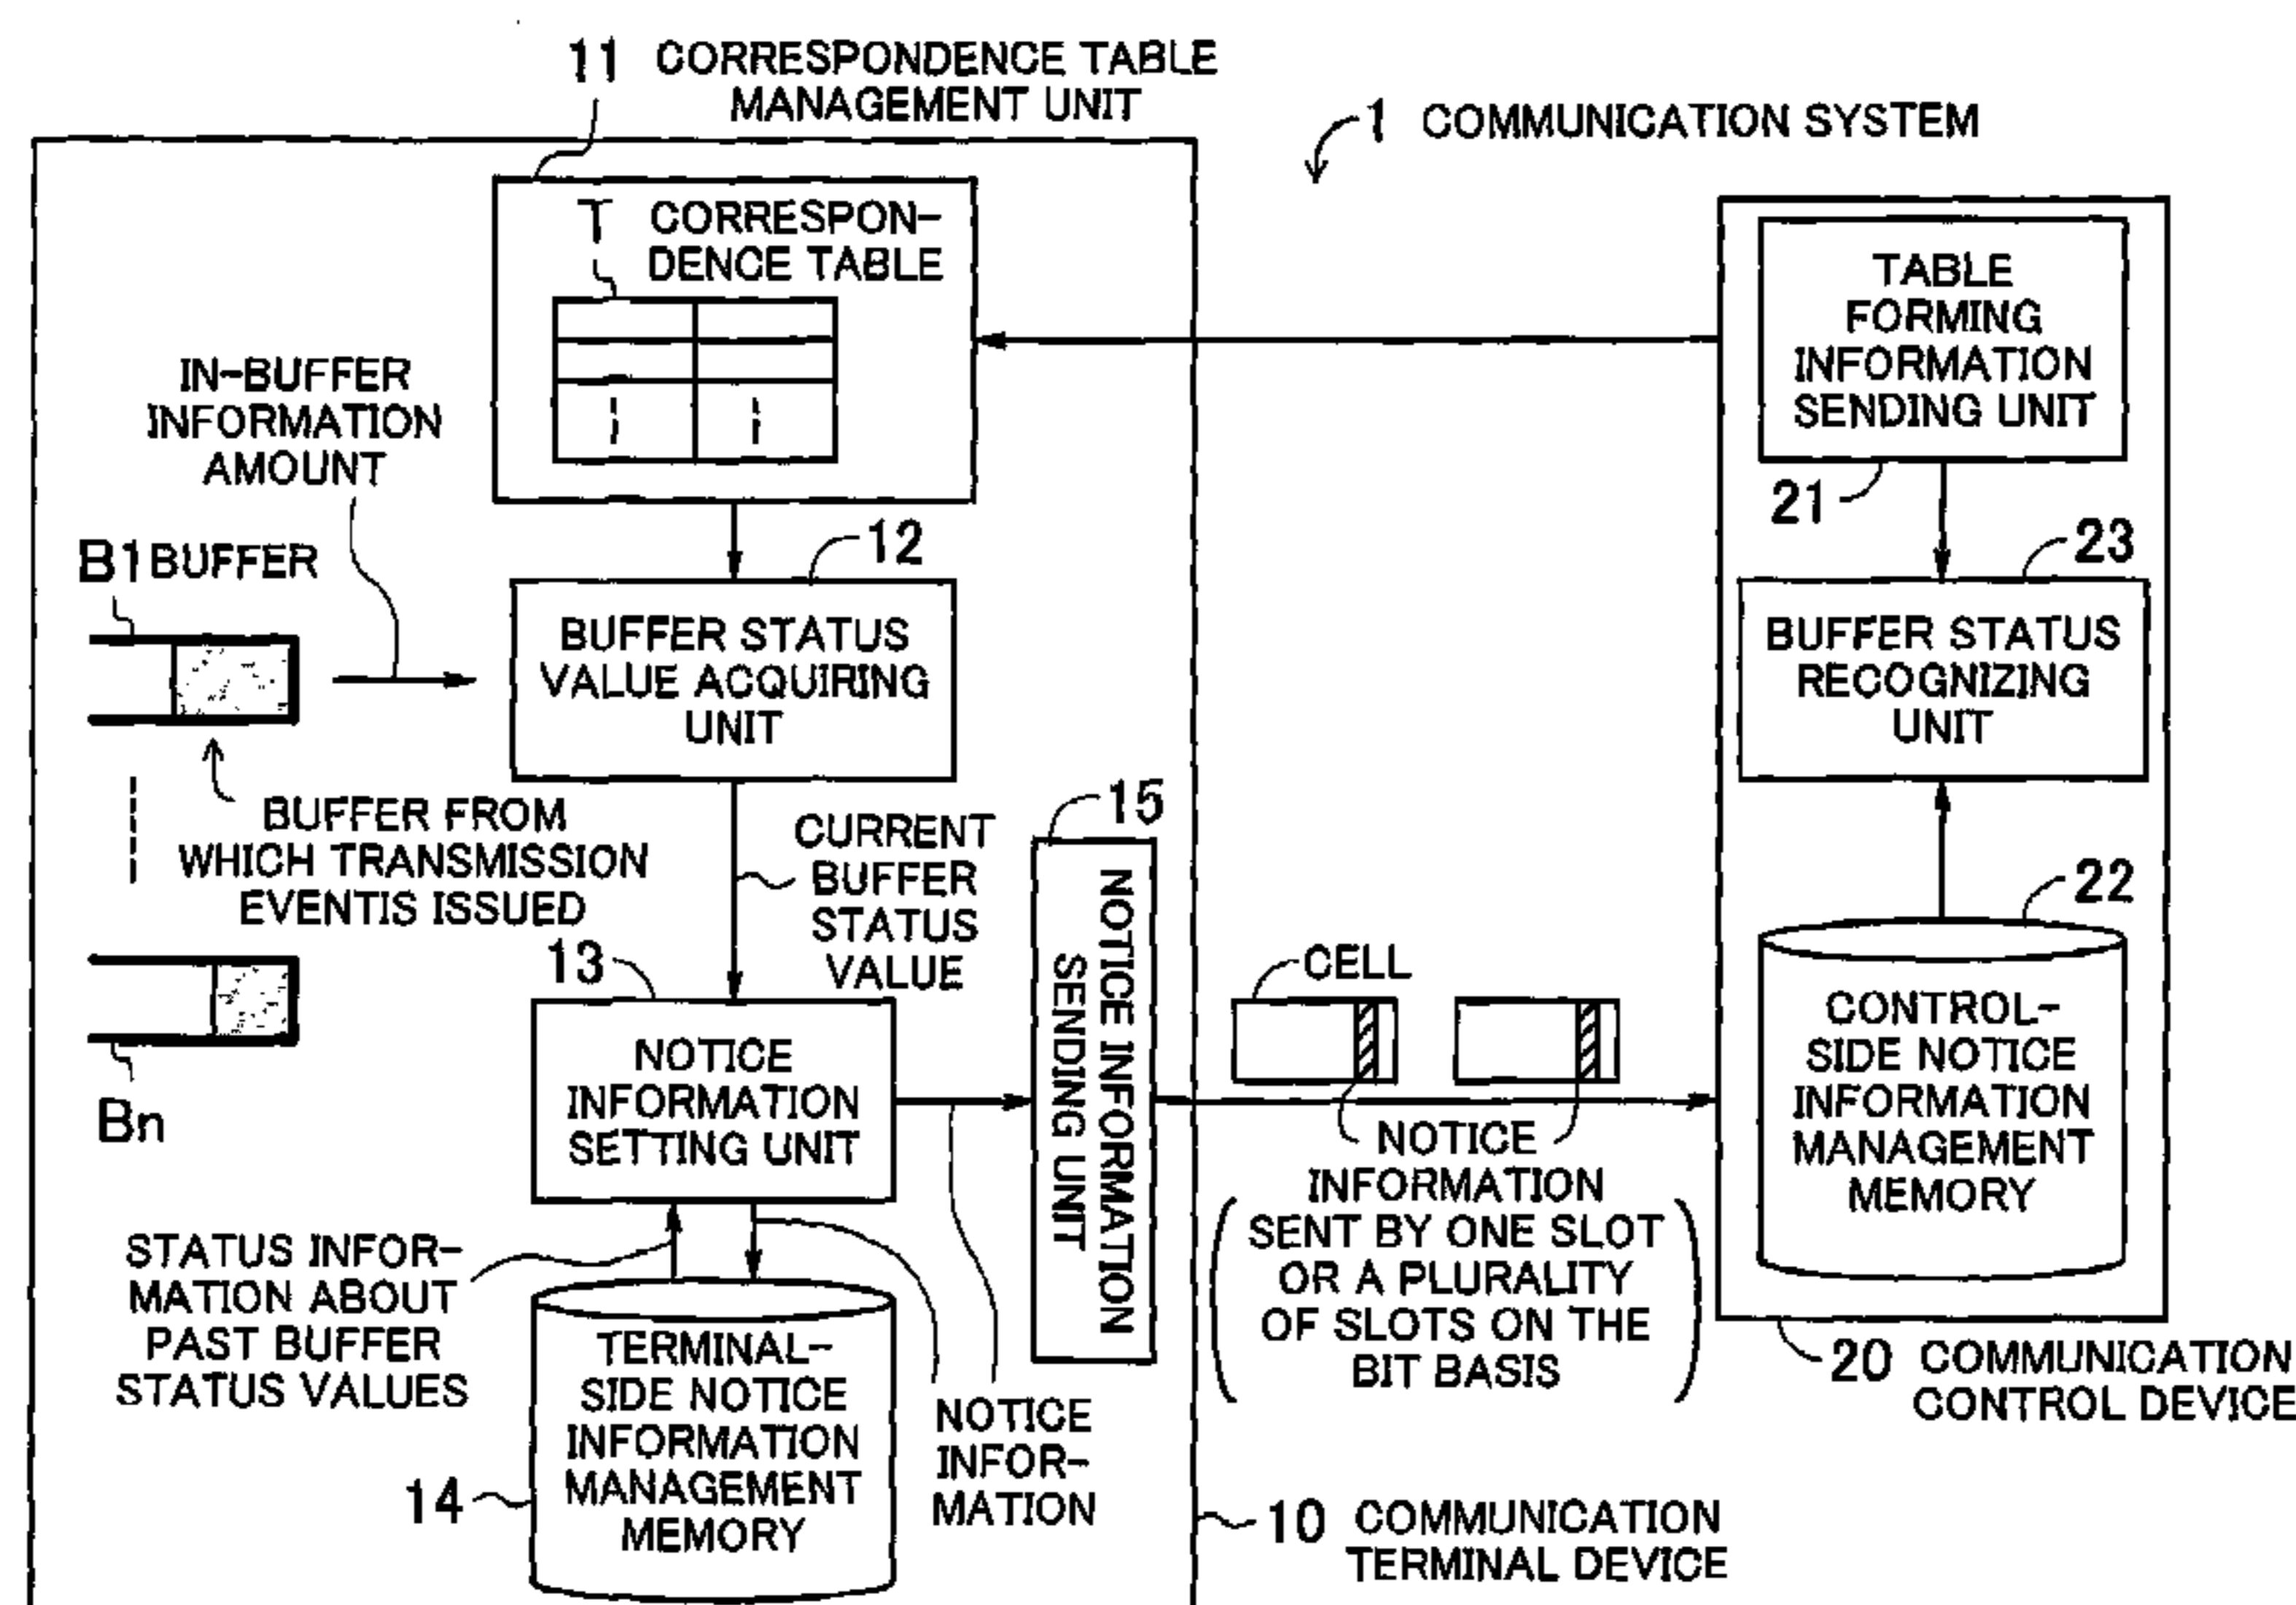 11 CORRESPONDENCE TABLE
MANAGEMENT UNIT
1 COMMUNICATION SYSTEM
T CORRESPON-
DENCE TABLE
TABLE
FORMING
INFORMATION
SENDING UNIT
21
IN-BUFFER
INFORMATION
AMOUNT
B1 BUFFER
12
BUFFER STATUS
VALUE ACQUIRING
UNIT
23
BUFFER STATUS
RECOGNIZING
UNIT
BUFFER FROM
WHICH TRANSMISSION
EVENTIS ISSUED
CURRENT
BUFFER
STATUS
VALUE
15
NOTICE INFORMATION
SENDING UNIT
22
CONTROL-
SIDE NOTICE
INFORMATION
MANAGEMENT
MEMORY
Bn
13
NOTICE
INFORMATION
SETTING UNIT
CELL
NOTICE
INFORMATION
SENT BY ONE SLOT
OR A PLURALITY
OF SLOTS ON THE
BIT BASIS
STATUS INFOR-
MATION ABOUT
PAST BUFFER
STATUS VALUES
14
TERMINAL-
SIDE NOTICE
INFORMATION
MANAGEMENT
MEMORY
NOTICE
INFOR-
MATION
20 COMMUNICATION
CONTROL DEVICE
10 COMMUNICATION
TERMINAL DEVICE